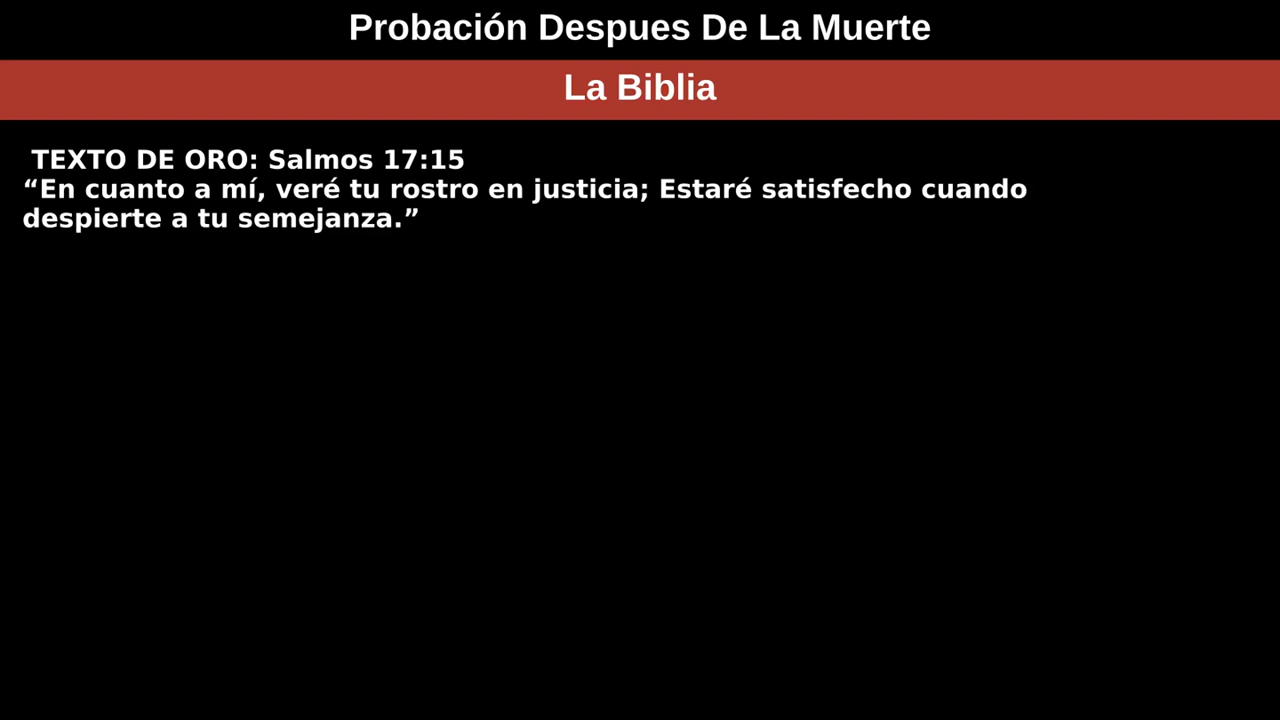 Probación Despues De La Muerte
La Biblia
TEXTO DE ORO: Salmos 17:15
“En cuanto a mí, veré tu rostro en justicia; Estaré satisfecho cuando
despierte a tu semejanza.”